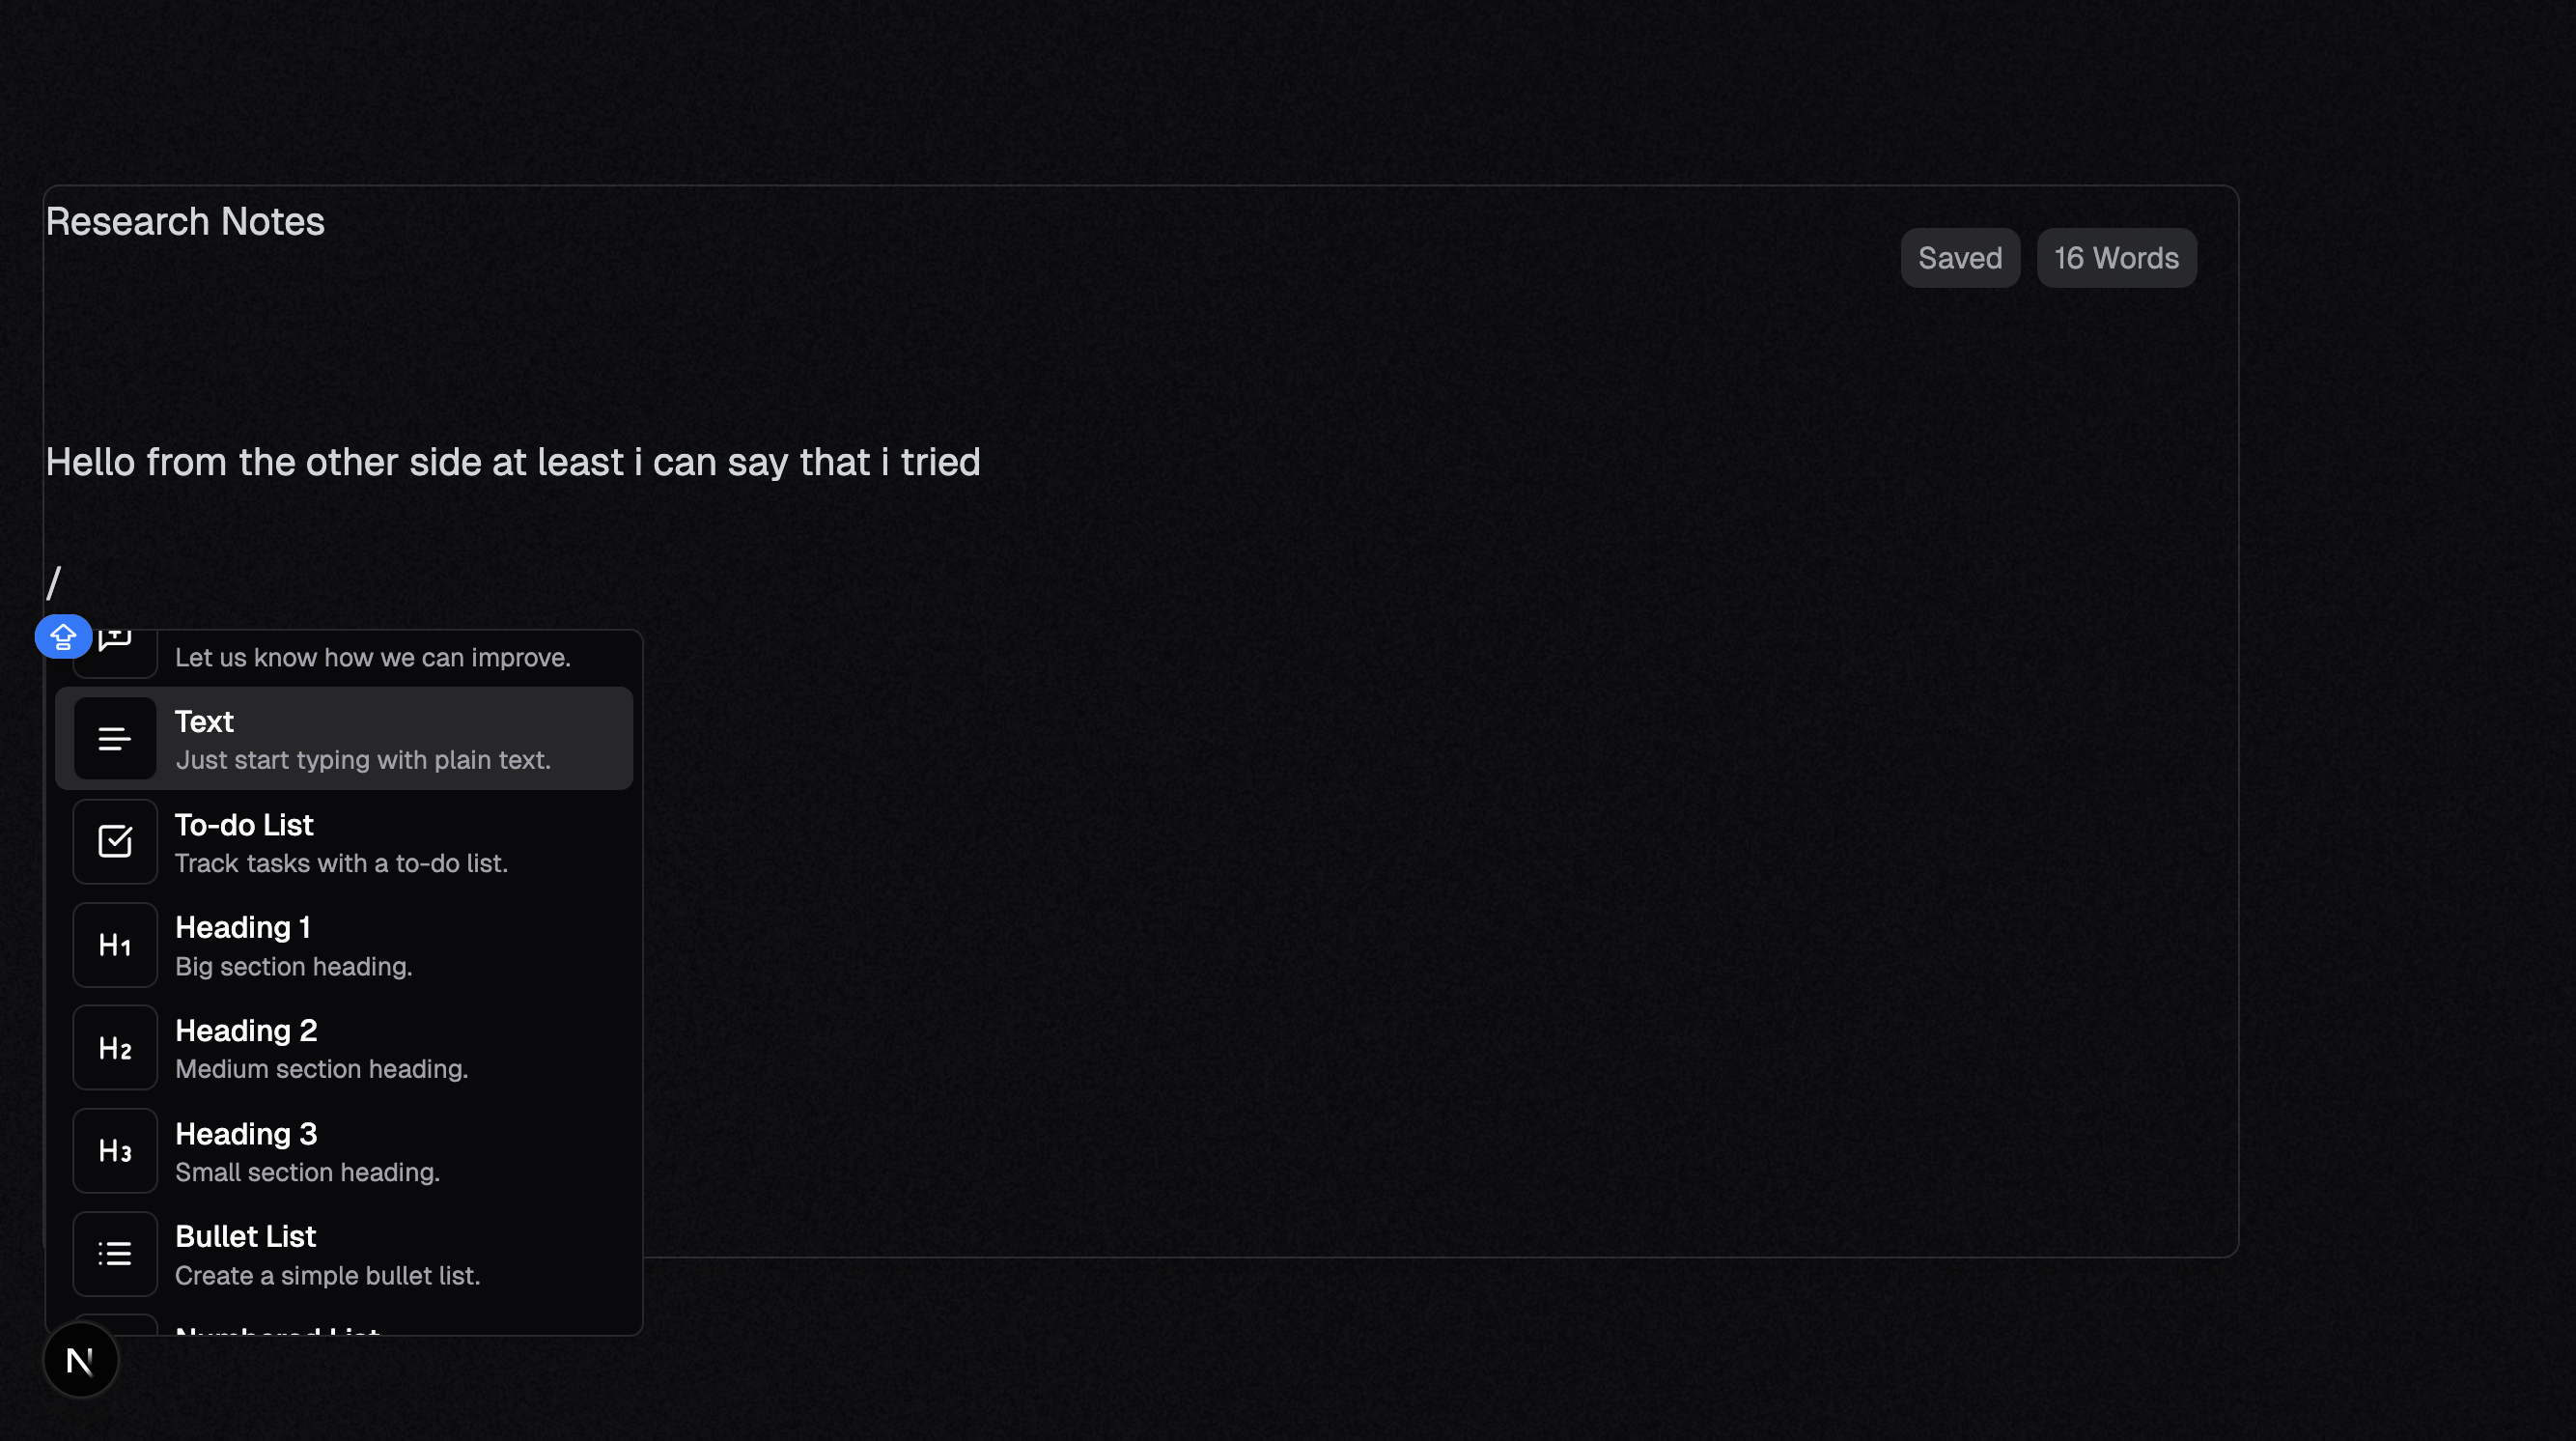 Research Notes
Saved
16 Words
Hello from the other side at least i can say that i tried
/
Let us know how we can improve.
Text
Just start typing with plain text.
To-do List
Track tasks with a to-do list.
H1
Heading 1
Big section heading.
H2
Heading 2
Medium section heading.
H3
Heading 3
Small section heading.
Bullet List
Create a simple bullet list.
Numbered List
N